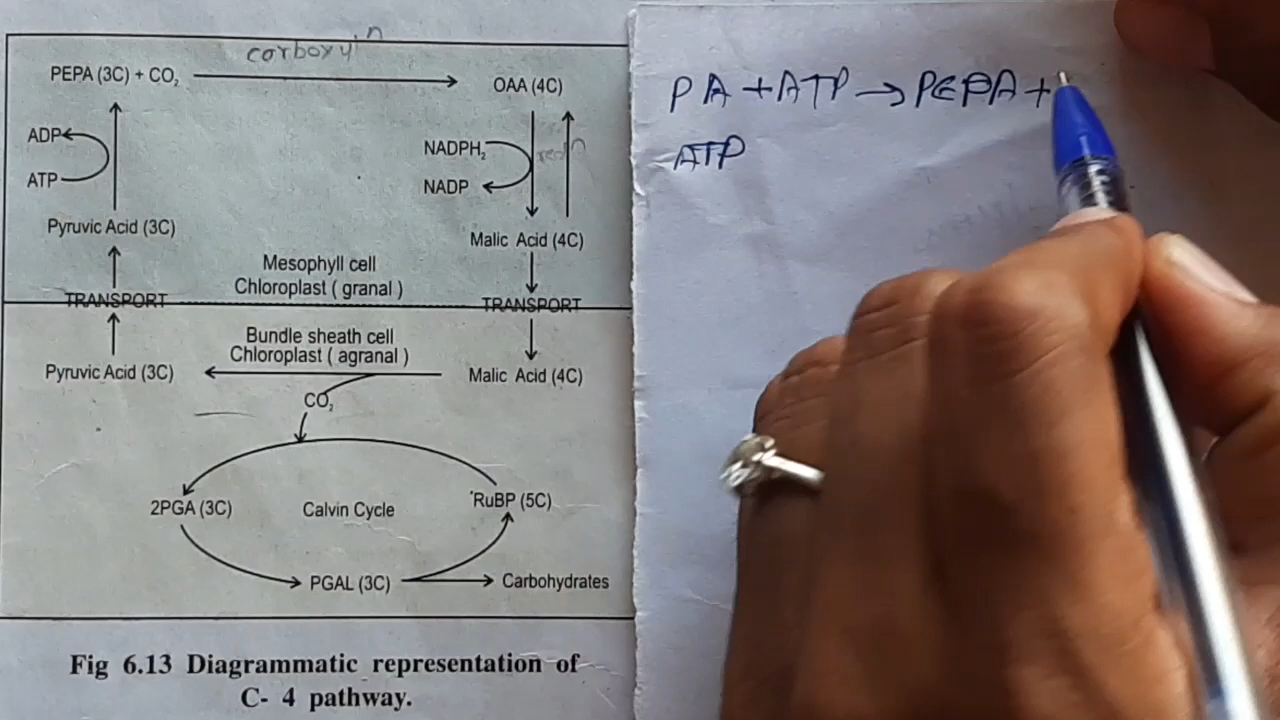 carboxyn
PEPA (3C) + CO₂
OAA (4C)
ADP
ATP
NADPH₂
redn
NADP
Pyruvic Acid (3C)
Malic Acid (4C)
Mesophyll cell
Chloroplast ( granal )
TRANSPORT
TRANSPORT
Bundle sheath cell
Chloroplast ( agranal )
Pyruvic Acid (3C)
Malic Acid (4C)
CO₂
2PGA (3C)
Calvin Cycle
RuBP (5C)
PGAL (3C)
Carbohydrates
Fig 6.13 Diagrammatic representation of
C- 4 pathway.
PA + ATP → PEPA +
ATP